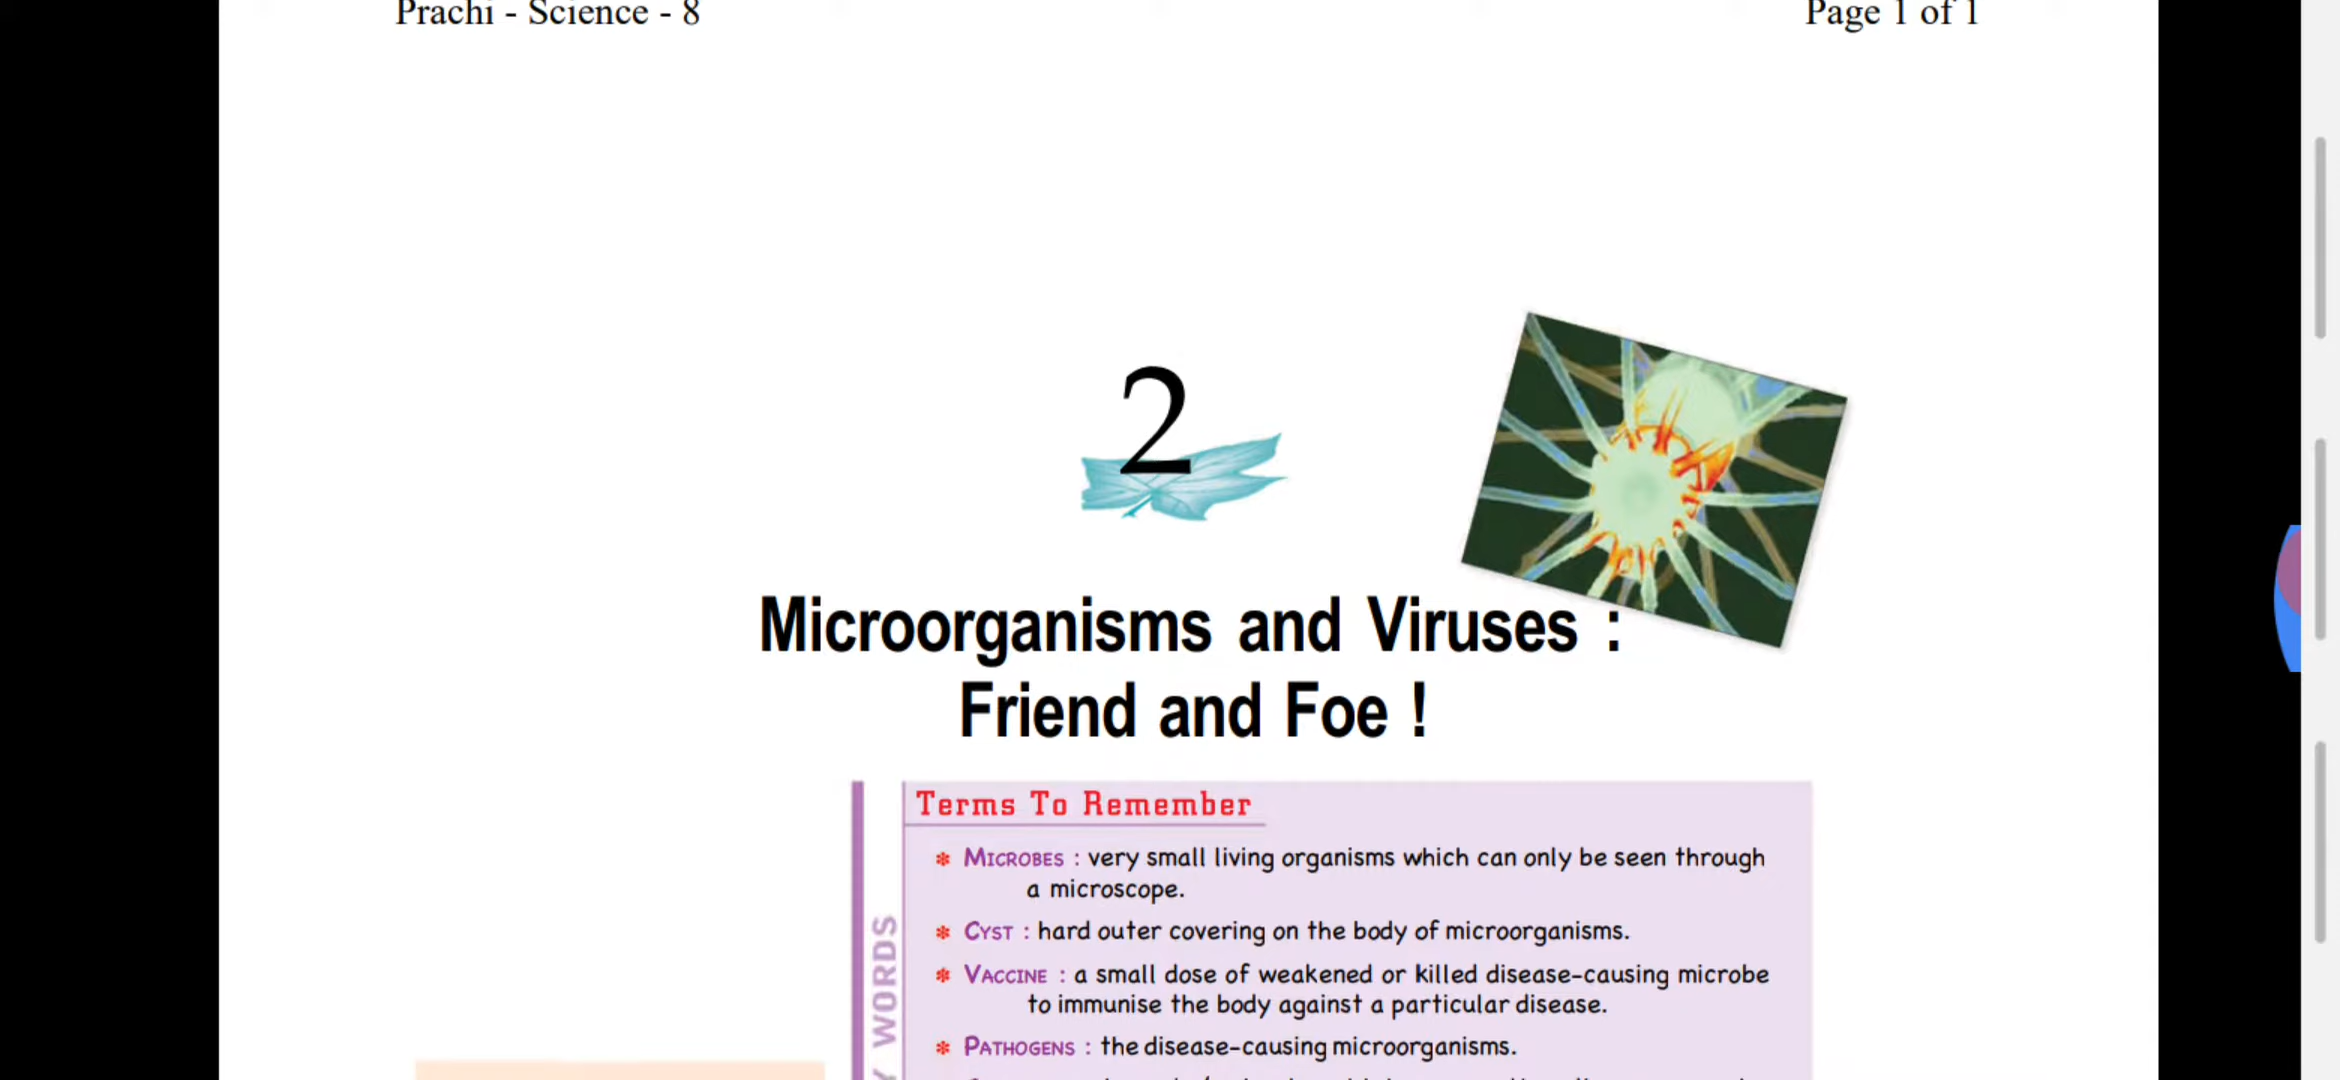 Prachi - Science - 8
Page 1 of 1
2
Microorganisms and Viruses :
Friend and Foe !
Terms To Remember
* MICROBES : very small living organisms which can only be seen through
a microscope.
* CYST : hard outer covering on the body of microorganisms.
* VACCINE : a small dose of weakened or killed disease-causing microbe
to immunise the body against a particular disease.
* PATHOGENS : the disease-causing microorganisms.
WORDS